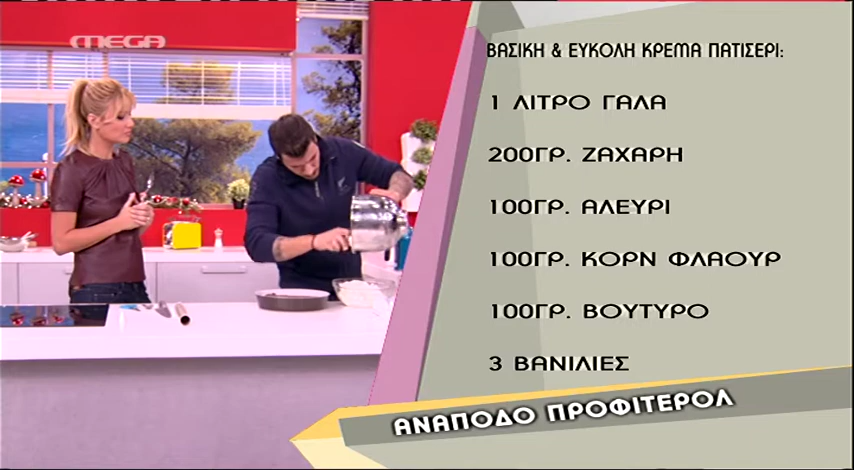 MEGA
ΒΑΣΙΚΗ & ΕΥΚΟΛΗ ΚΡΕΜΑ ΠΑΤΙΣΕΡΙ:
1 ΛΙΤΡΟ ΓΑΛΑ
200ΓΡ. ΖΑΧΑΡΗ
100ΓΡ. ΑΛΕΥΡΙ
100ΓΡ. ΚΟΡΝ ΦΛΑΟΥΡ
100ΓΡ. ΒΟΥΤΥΡΟ
3 ΒΑΝΙΛΙΕΣ
ΑΝΑΠΟΔΟ ΠΡΟΦΙΤΕΡΟΛ